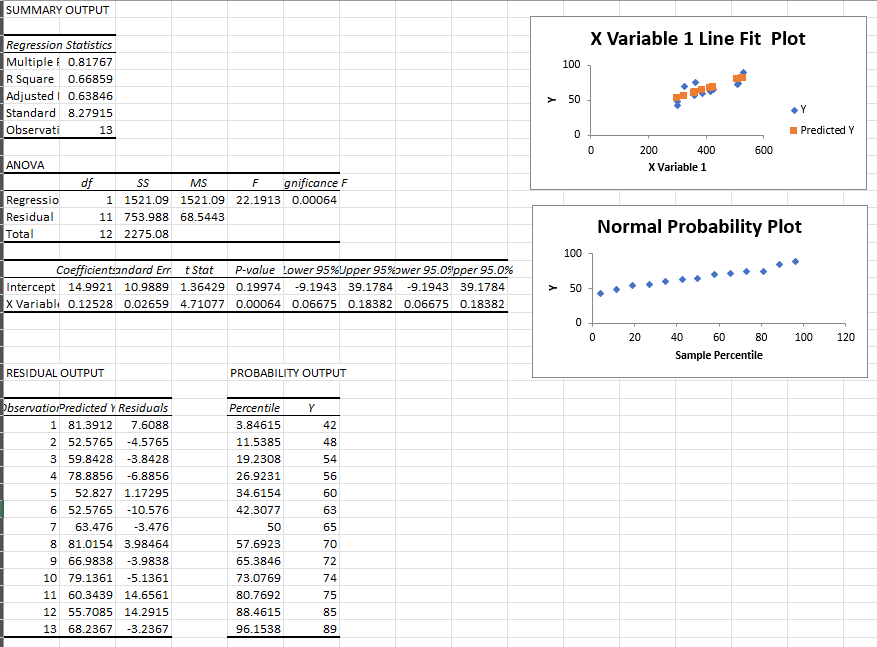 SUMMARY OUTPUT
Regression Statistics
Multiple R 0.81767
R Square 0.66859
Adjusted 0.63846
Standard 8.27915
Observati 13
ANOVA
df SS MS F gnificance F
Regressio 1 1521.09 1521.09 22.1913 0.00064
Residual 11 753.988 68.5443
Total 12 2275.08
Coefficients andard Err t Stat P-value Lower 95% Upper 95% ower 95.0% pper 95.0%
Intercept 14.9921 10.9889 1.36429 0.19974 -9.1943 39.1784 -9.1943 39.1784
X Variable 0.12528 0.02659 4.71077 0.00064 0.06675 0.18382 0.06675 0.18382
RESIDUAL OUTPUT PROBABILITY OUTPUT
Observation Predicted Y Residuals Percentile Y
1 81.3912 7.6088 3.84615 42
2 52.5765 -4.5765 11.5385 48
3 59.8428 -3.8428 19.2308 54
4 78.8856 -6.8856 26.9231 56
5 52.827 1.17295 34.6154 60
6 52.5765 -10.576 42.3077 63
7 63.476 -3.476 50 65
8 81.0154 3.98464 57.6923 70
9 66.9838 -3.9838 65.3846 72
10 79.1361 -5.1361 73.0769 74
11 60.3439 14.6561 80.7692 75
12 55.7085 14.2915 88.4615 85
13 68.2367 -3.2367 96.1538 89
X Variable 1 Line Fit Plot
100
50
0
Y
0 200 400 600
X Variable 1
Y
Predicted Y
Normal Probability Plot
100
50
0
Y
0 20 40 60 80 100 120
Sample Percentile